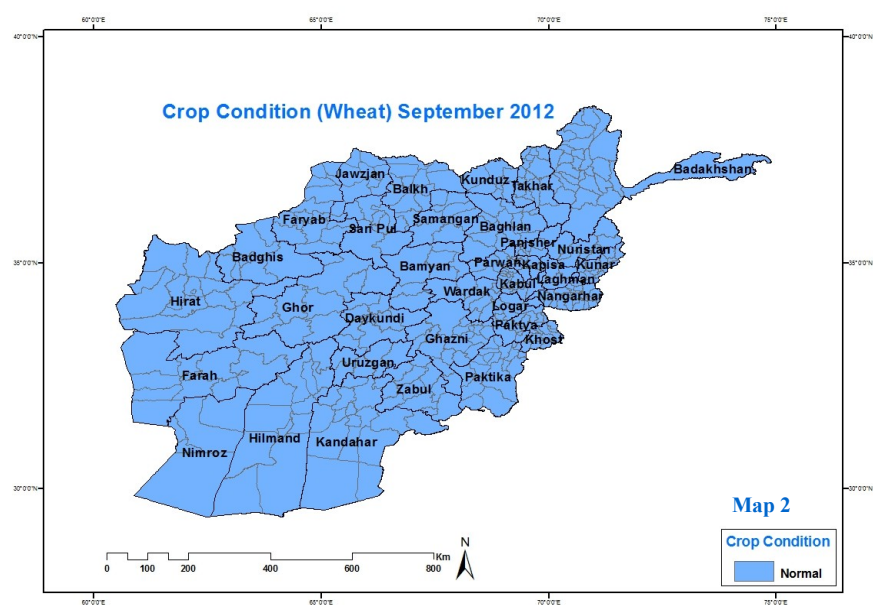 60°0'0"E 65°0'0"E 70°0'0"E 75°0'0"E
40°0'0"N 40°0'0"N
Crop Condition (Wheat) September 2012
Jawzjan
Kunduz
Badakhshan
Balkh
Takhar
Faryab
Samangan
Sari Pul
Baghlan
Panjsher
Nuristan
Badghis
Bamyan
Parwan
Kapisa
Kunar
35°0'0"N 35°0'0"N
Kabul
Laghman
Hirat
Ghor
Wardak
Nangarhar
Logar
Daykundi
Paktya
Ghazni
Khost
Uruzgan
Farah
Zabul
Paktika
Hilmand
Kandahar
Nimroz
30°0'0"N 30°0'0"N
Map 2
Crop Condition
Normal
N
Km
0 100 200 400 600 800
60°0'0"E 65°0'0"E 70°0'0"E 75°0'0"E